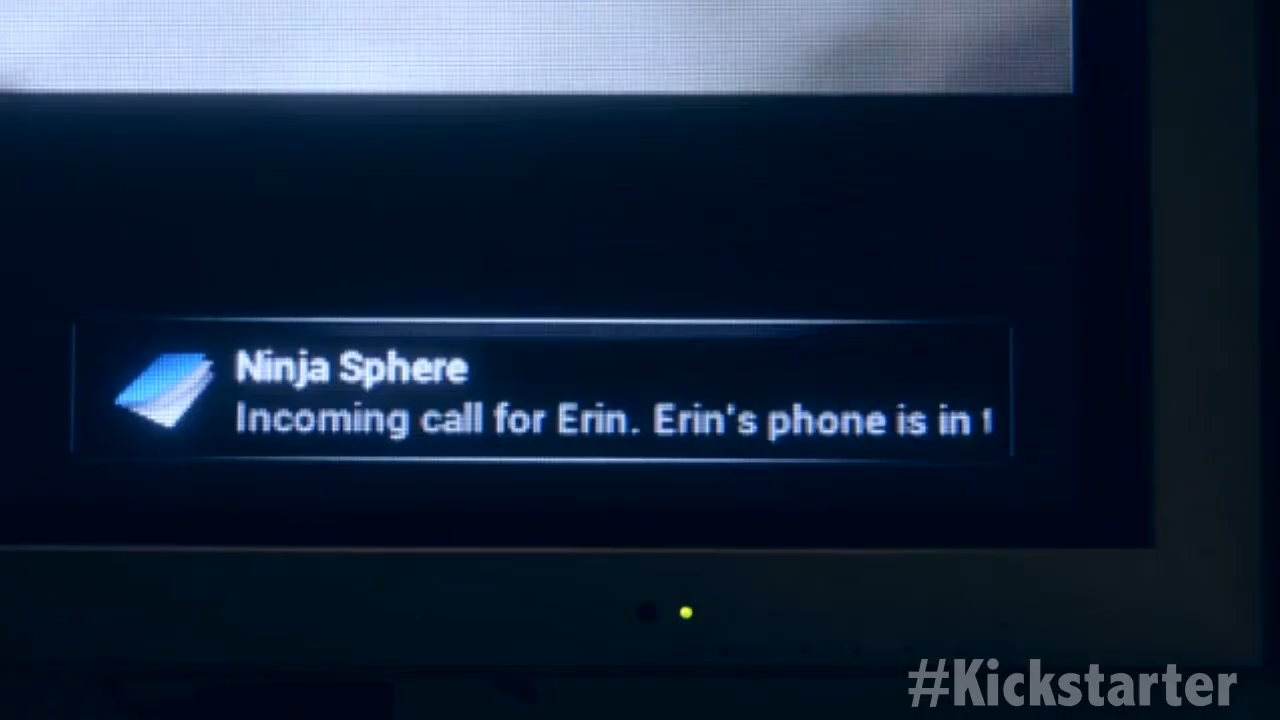 Ninja Sphere
Incoming call for Erin. Erin's phone is in
#Kickstarter